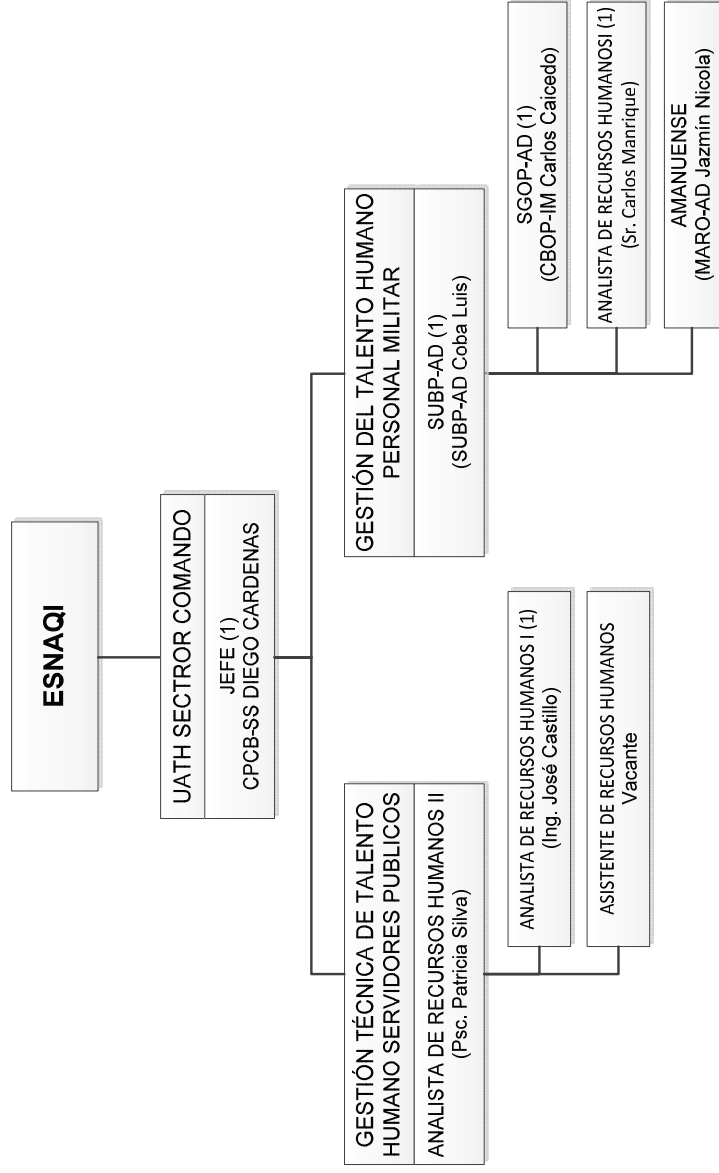 ESNAQI
UATH SECTROR COMANDO
JEFE (1)
CPCB-SS DIEGO CARDENAS
GESTIÓN TÉCNICA DE TALENTO
HUMANO SERVIDORES PUBLICOS
ANALISTA DE RECURSOS HUMANOS II
(Psc. Patricia Silva)
ANALISTA DE RECURSOS HUMANOS I (1)
(Ing. José Castillo)
ASISTENTE DE RECURSOS HUMANOS
Vacante
GESTIÓN DEL TALENTO HUMANO
PERSONAL MILITAR
SUBP-AD (1)
(SUBP-AD Coba Luis)
SGOP-AD (1)
(CBOP-IM Carlos Caicedo)
ANALISTA DE RECURSOS HUMANOSI (1)
(Sr. Carlos Manrique)
AMANUENSE
(MARO-AD Jazmín Nicola)